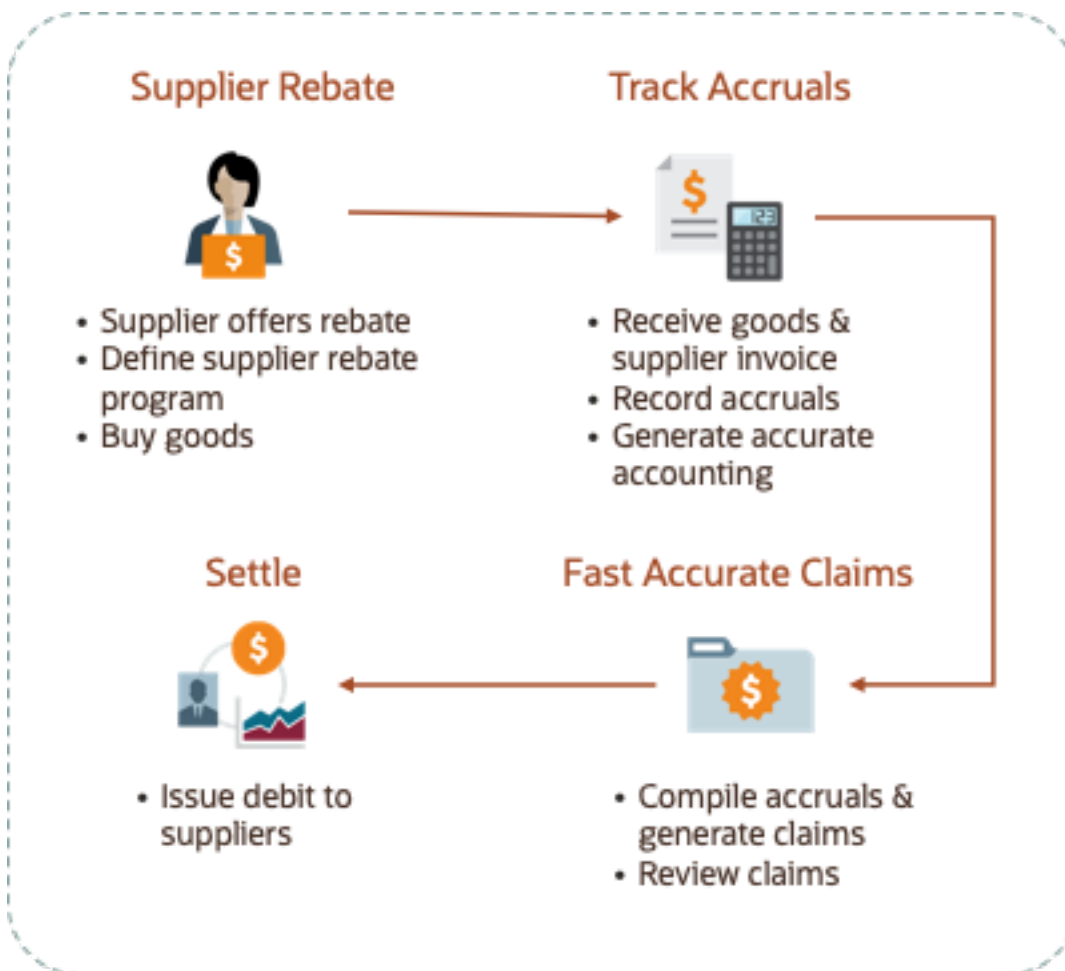 Supplier Rebate
$
• Supplier offers rebate
• Define supplier rebate
program
• Buy goods
Track Accruals
$
123
• Receive goods &
supplier invoice
• Record accruals
• Generate accurate
accounting
Fast Accurate Claims
$
• Compile accruals &
generate claims
• Review claims
Settle
$
• Issue debit to
suppliers